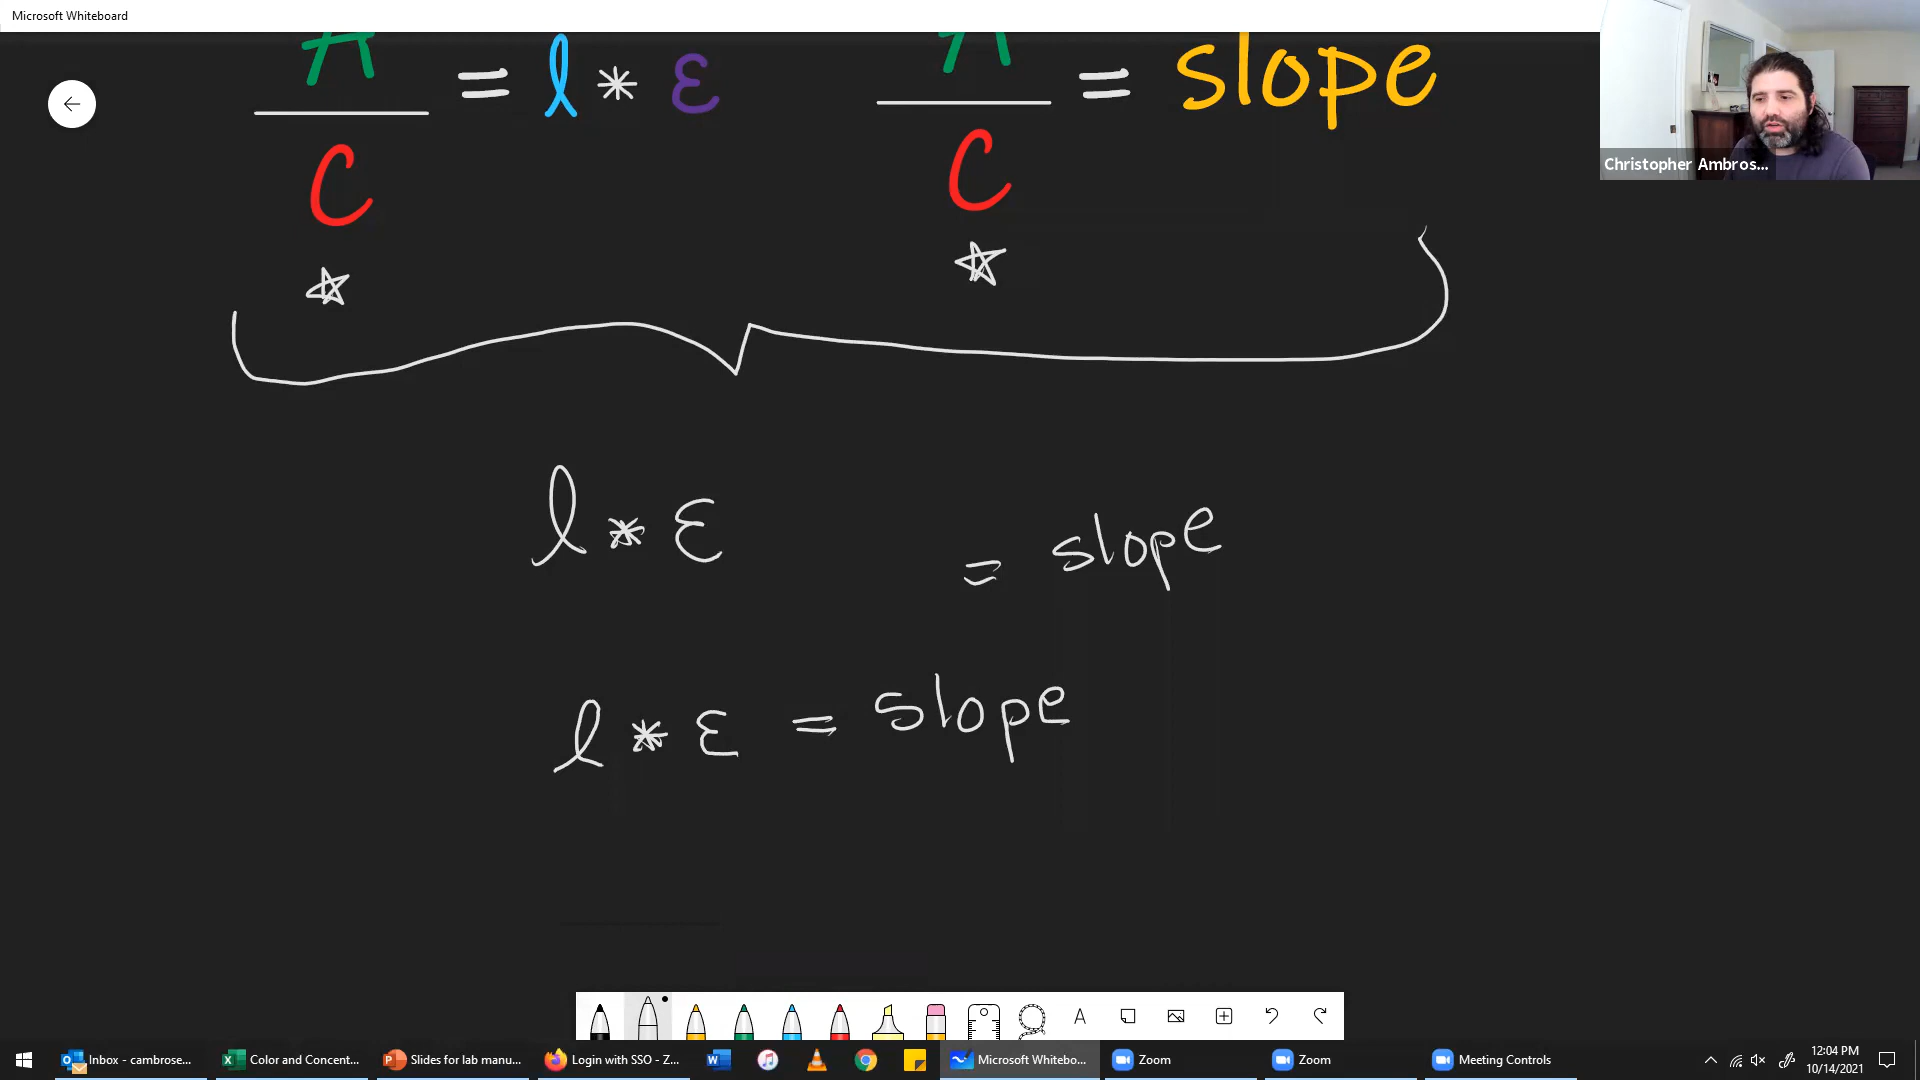 Microsoft Whiteboard
A = l * ε A = slope
C C
Christopher Ambros...
l * ε = slope
l * ε = slope
A
Inbox - cambrose... Color and Concent... Slides for lab manu... Login with SSO - Z... Microsoft Whitebo... Zoom Zoom Meeting Controls 12:04 PM
10/14/2021